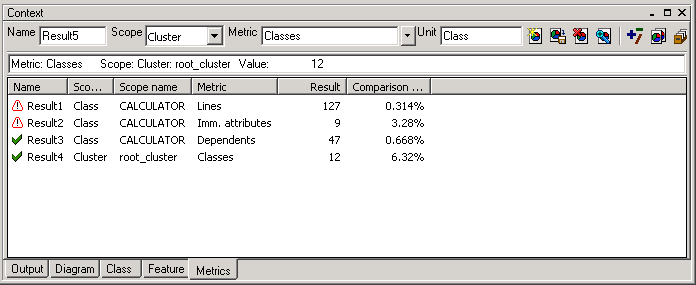 Context
Name Result5 Scope Cluster Metric Classes Unit Class
Metric: Classes Scope: Cluster: root_cluster Value: 12
Name Sco... Scope name Metric Result Comparison ...
Result1 Class CALCULATOR Lines 127 0.314%
Result2 Class CALCULATOR Imm. attributes 9 3.28%
Result3 Class CALCULATOR Dependents 47 0.668%
Result4 Cluster root_cluster Classes 12 6.32%
Output Diagram Class Feature Metrics